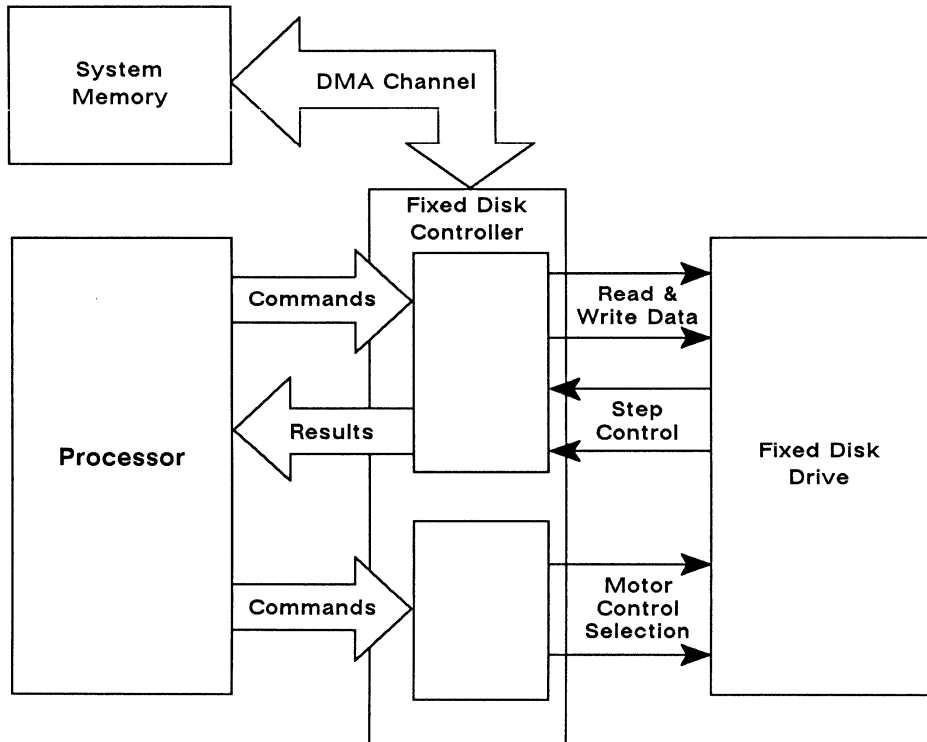 System
Memory
DMA Channel
Fixed Disk
Controller
Commands
Read &
Write Data
Results
Step
Control
Processor
Fixed Disk
Drive
Commands
Motor
Control
Selection